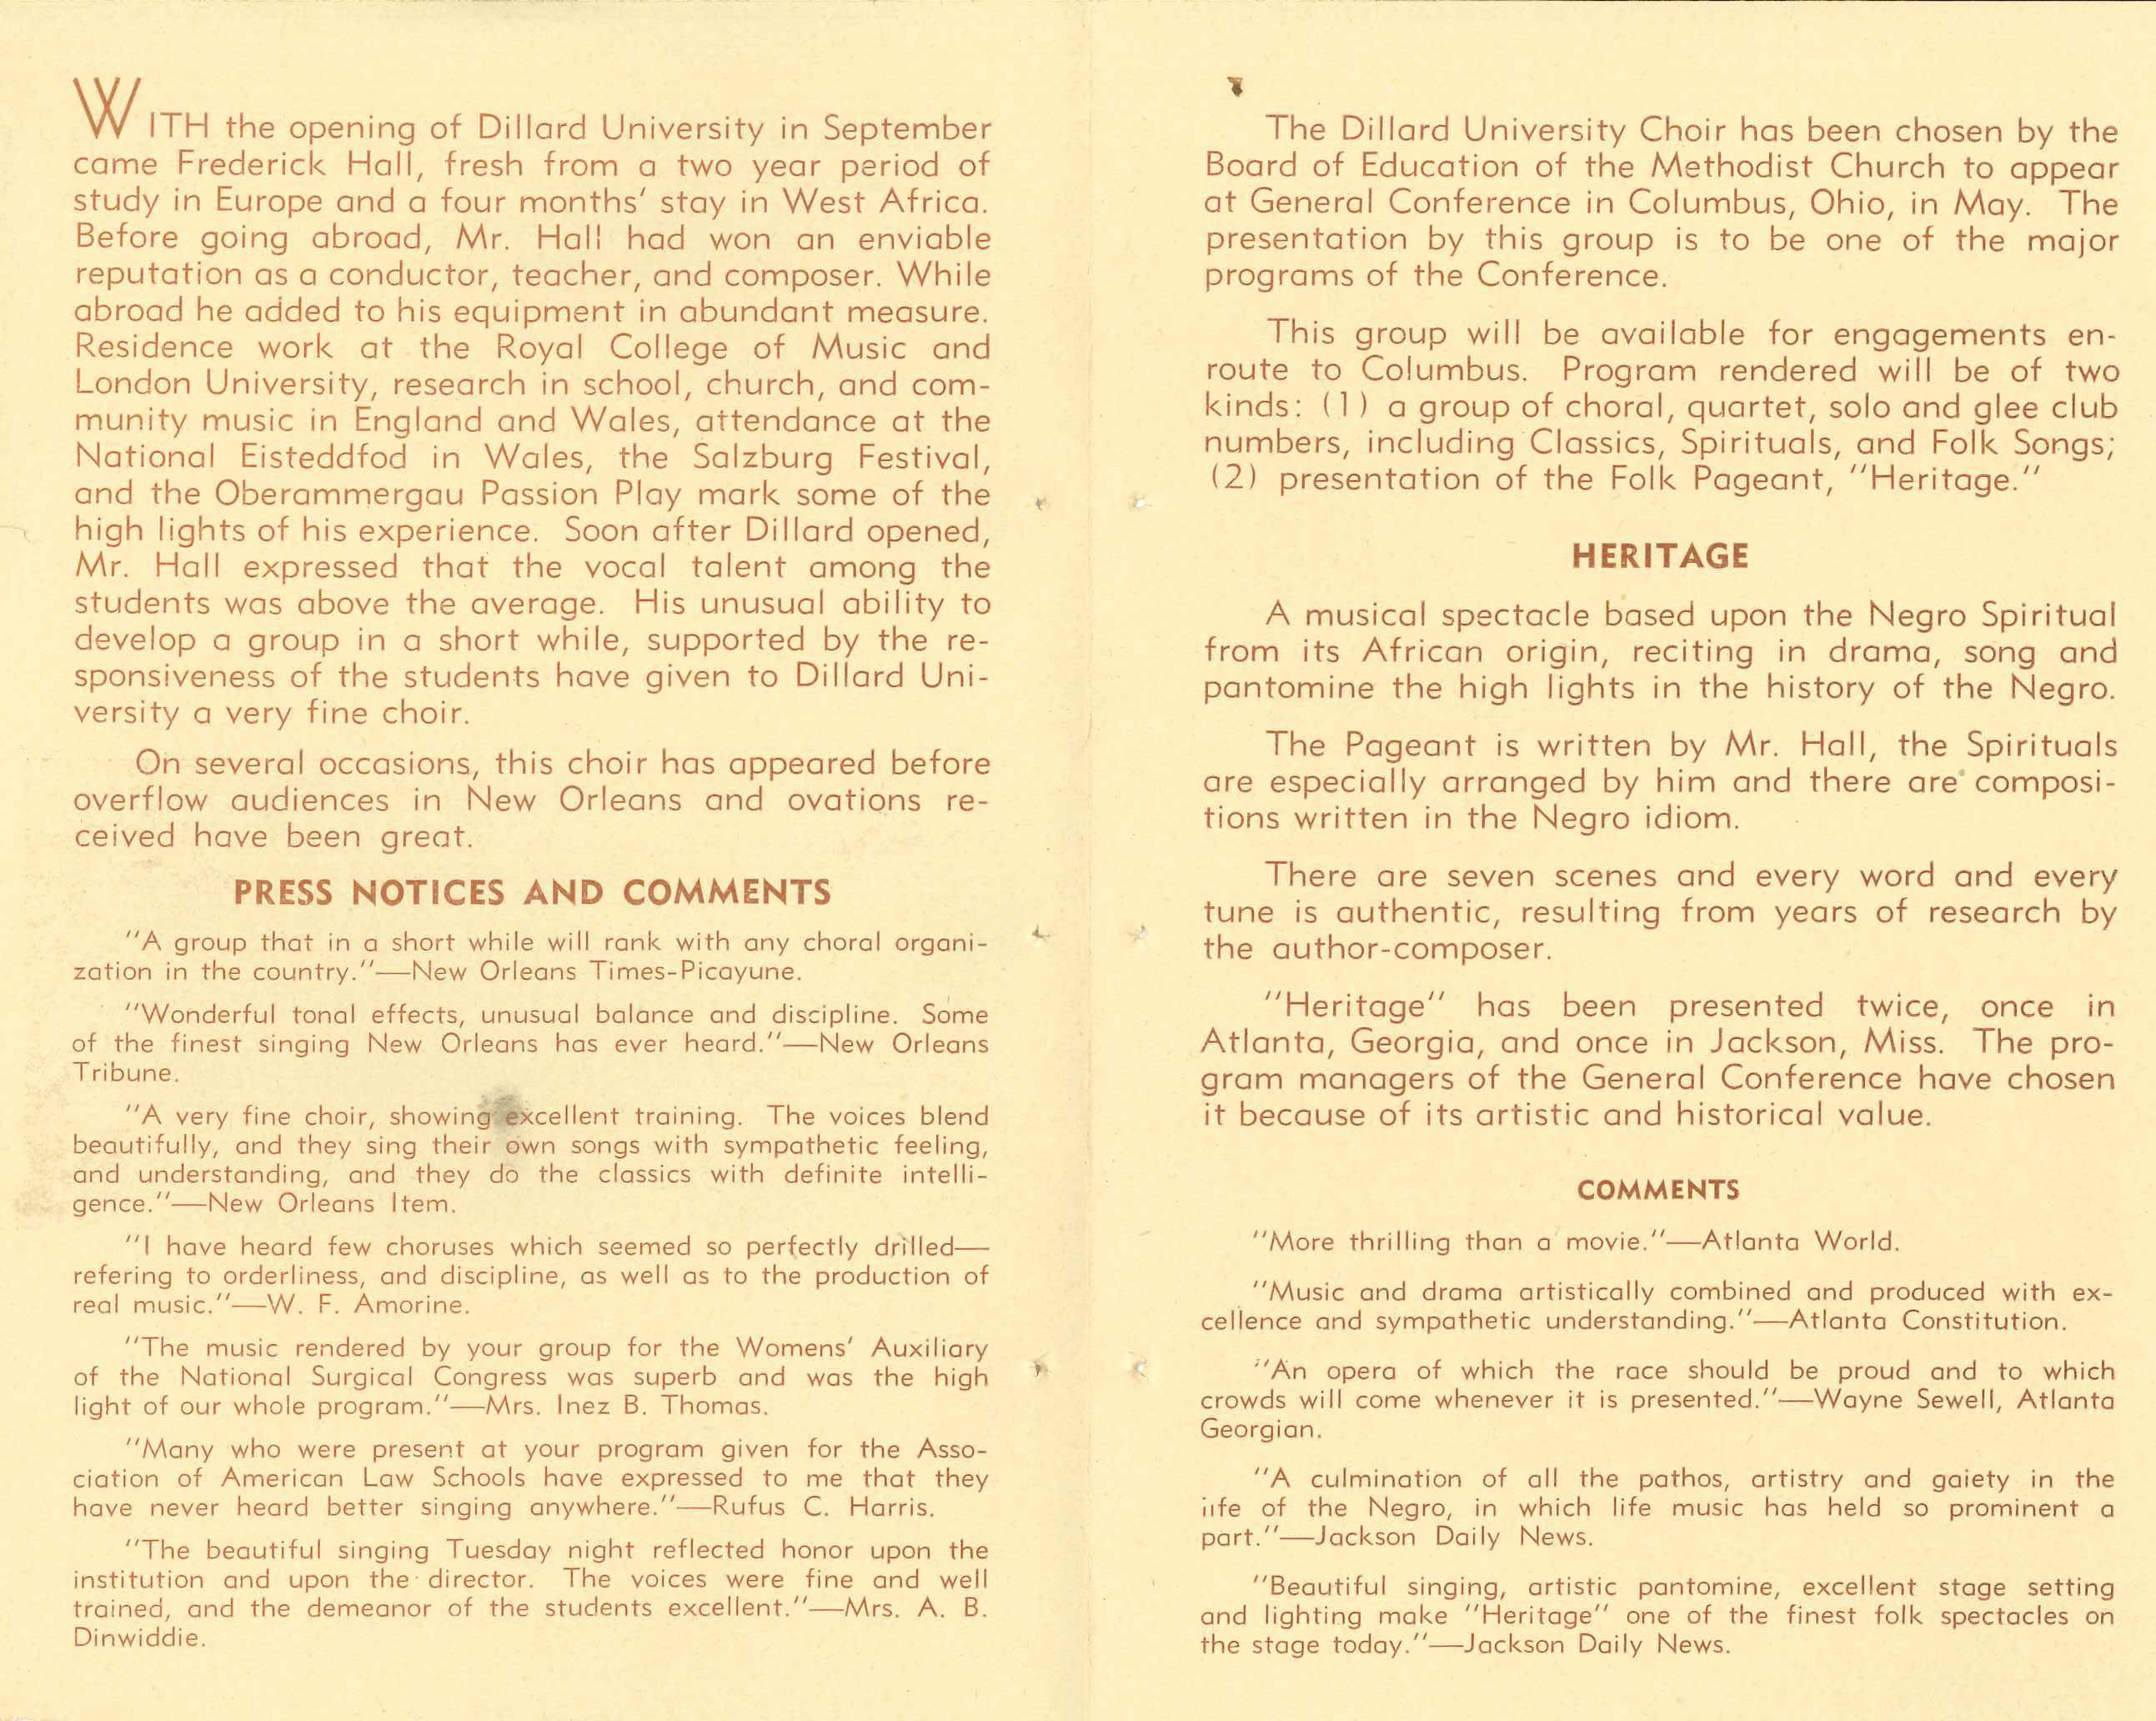 WITH the opening of Dillard University in September
came Frederick Hall, fresh from a two year period of
study in Europe and a four months' stay in West Africa.
Before going abroad, Mr. Hall had won an enviable
reputation as a conductor, teacher, and composer. While
abroad he added to his equipment in abundant measure.
Residence work at the Royal College of Music and
London University, research in school, church, and com-
munity music in England and Wales, attendance at the
National Eisteddfod in Wales, the Salzburg Festival,
and the Oberammergau Passion Play mark some of the
high lights of his experience. Soon after Dillard opened,
Mr. Hall expressed that the vocal talent among the
students was above the average. His unusual ability to
develop a group in a short while, supported by the re-
sponsiveness of the students have given to Dillard Uni-
versity a very fine choir.
On several occasions, this choir has appeared before
overflow audiences in New Orleans and ovations re-
ceived have been great.
PRESS NOTICES AND COMMENTS
"A group that in a short while will rank with any choral organi-
zation in the country."—New Orleans Times-Picayune.
"Wonderful tonal effects, unusual balance and discipline. Some
of the finest singing New Orleans has ever heard."—New Orleans
Tribune.
"A very fine choir, showing excellent training. The voices blend
beautifully, and they sing their own songs with sympathetic feeling,
and understanding, and they do the classics with definite intelli-
gence."—New Orleans Item.
"I have heard few choruses which seemed so perfectly drilled—
refering to orderliness, and discipline, as well as to the production of
real music."—W. F. Amorine.
"The music rendered by your group for the Womens' Auxiliary
of the National Surgical Congress was superb and was the high
light of our whole program."—Mrs. Inez B. Thomas.
"Many who were present at your program given for the Asso-
ciation of American Law Schools have expressed to me that they
have never heard better singing anywhere."—Rufus C. Harris.
"The beautiful singing Tuesday night reflected honor upon the
institution and upon the director. The voices were fine and well
trained, and the demeanor of the students excellent."—Mrs. A. B.
Dinwiddie.
The Dillard University Choir has been chosen by the
Board of Education of the Methodist Church to appear
at General Conference in Columbus, Ohio, in May. The
presentation by this group is to be one of the major
programs of the Conference.
This group will be available for engagements en-
route to Columbus. Program rendered will be of two
kinds: (1) a group of choral, quartet, solo and glee club
numbers, including Classics, Spirituals, and Folk Songs;
(2) presentation of the Folk Pageant, "Heritage."
HERITAGE
A musical spectacle based upon the Negro Spiritual
from its African origin, reciting in drama, song and
pantomine the high lights in the history of the Negro.
The Pageant is written by Mr. Hall, the Spirituals
are especially arranged by him and there are composi-
tions written in the Negro idiom.
There are seven scenes and every word and every
tune is authentic, resulting from years of research by
the author-composer.
"Heritage" has been presented twice, once in
Atlanta, Georgia, and once in Jackson, Miss. The pro-
gram managers of the General Conference have chosen
it because of its artistic and historical value.
COMMENTS
"More thrilling than a movie."—Atlanta World.
"Music and drama artistically combined and produced with ex-
cellence and sympathetic understanding."—Atlanta Constitution.
"An opera of which the race should be proud and to which
crowds will come whenever it is presented."—Wayne Sewell, Atlanta
Georgian.
"A culmination of all the pathos, artistry and gaiety in the
life of the Negro, in which life music has held so prominent a
part."—Jackson Daily News.
"Beautiful singing, artistic pantomine, excellent stage setting
and lighting make "Heritage" one of the finest folk spectacles on
the stage today."—Jackson Daily News.